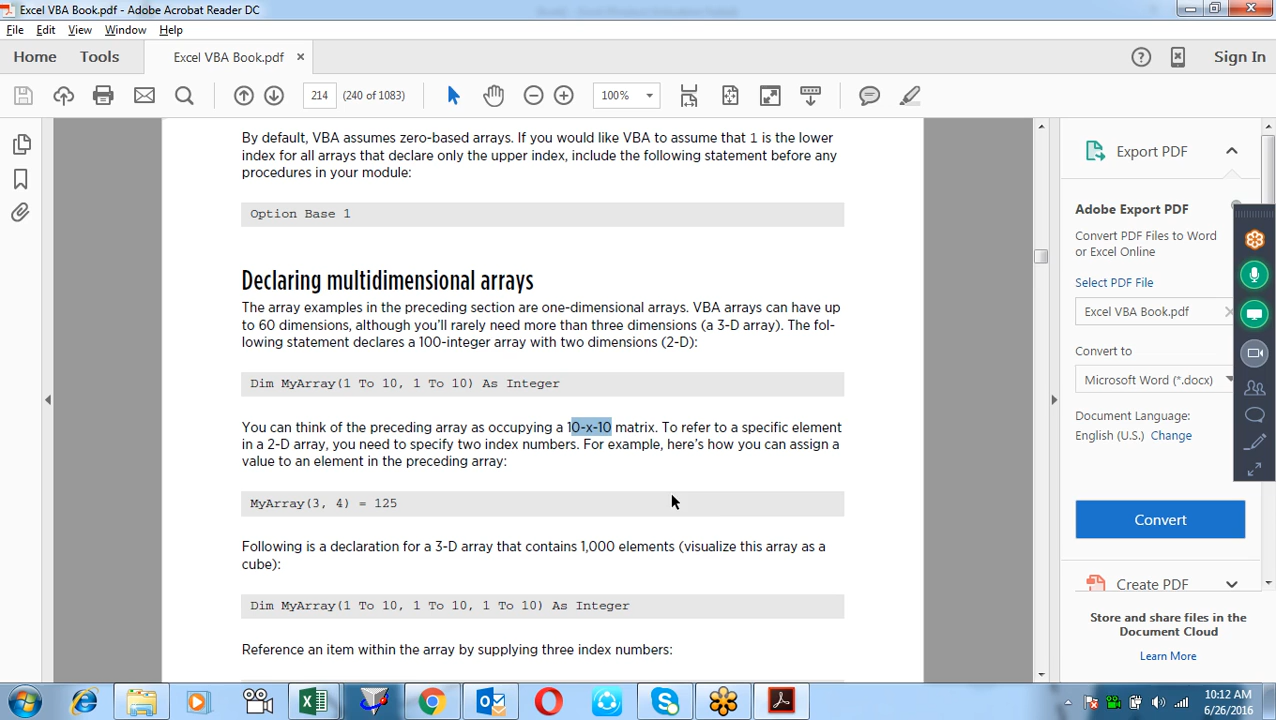 Excel VBA Book.pdf - Adobe Acrobat Reader DC
File Edit View Window Help
Home Tools Excel VBA Book.pdf × Sign In
214 (240 of 1083) 100%
By default, VBA assumes zero-based arrays. If you would like VBA to assume that 1 is the lower
index for all arrays that declare only the upper index, include the following statement before any
procedures in your module:
Option Base 1
Declaring multidimensional arrays
The array examples in the preceding section are one-dimensional arrays. VBA arrays can have up
to 60 dimensions, although you'll rarely need more than three dimensions (a 3-D array). The fol-
lowing statement declares a 100-integer array with two dimensions (2-D):
Dim MyArray(1 To 10, 1 To 10) As Integer
You can think of the preceding array as occupying a 10-x-10 matrix. To refer to a specific element
in a 2-D array, you need to specify two index numbers. For example, here's how you can assign a
value to an element in the preceding array:
MyArray(3, 4) = 125
Following is a declaration for a 3-D array that contains 1,000 elements (visualize this array as a
cube):
Dim MyArray(1 To 10, 1 To 10, 1 To 10) As Integer
Reference an item within the array by supplying three index numbers:
Export PDF
Adobe Export PDF
Convert PDF Files to Word
or Excel Online
Select PDF File
Excel VBA Book.pdf
Convert to
Microsoft Word (*.docx)
Document Language:
English (U.S.) Change
Convert
Create PDF
Store and share files in the
Document Cloud
Learn More
10:12 AM
6/26/2016